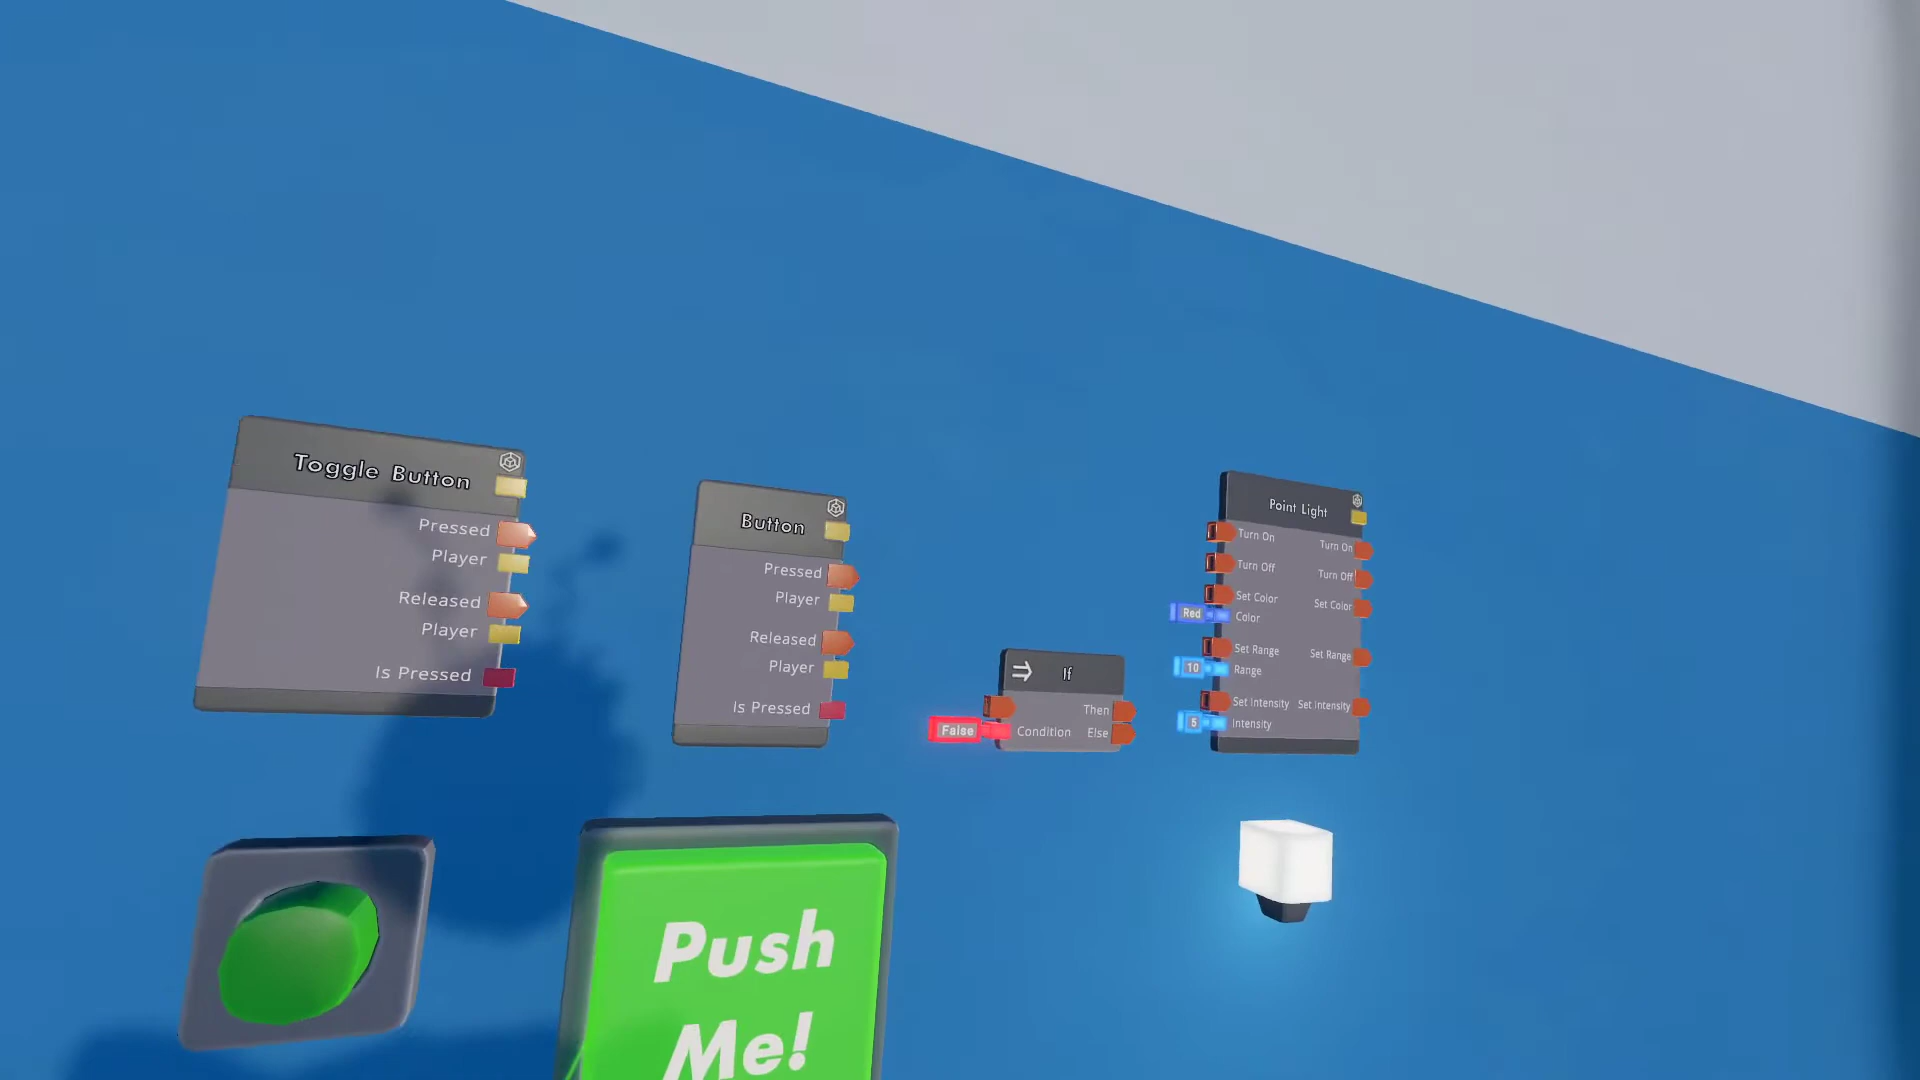 Toggle Button
Pressed
Player
Released
Player
Is Pressed
Button
Pressed
Player
Released
Player
Is Pressed
If
Then
False
Condition
Else
Point Light
Turn On
Turn On
Turn Off
Turn Off
Set Color
Set Color
Red
Color
Set Range
Set Range
10
Range
Set Intensity
Set Intensity
5
Intensity
Push
Me!